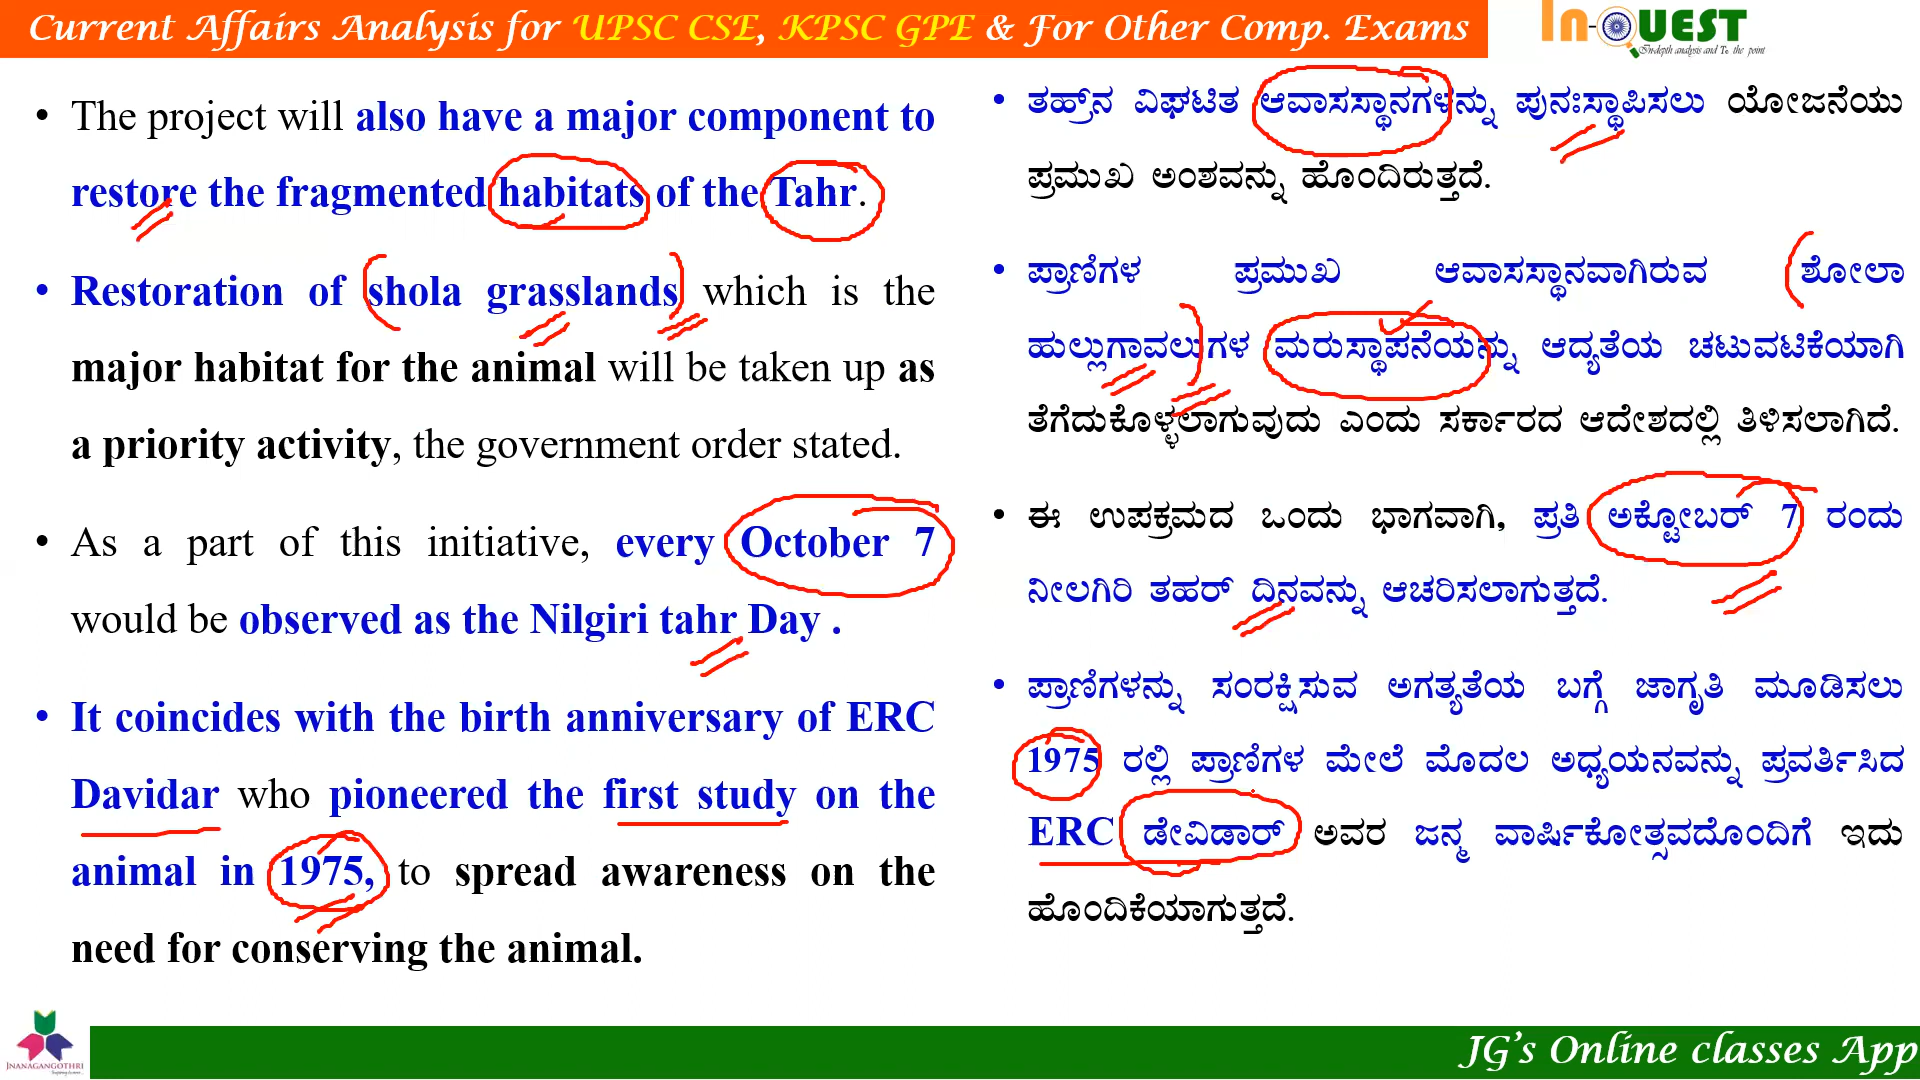 Current Affairs Analysis for UPSC CSE, KPSC GPE & For Other Comp. Exams
In-QUEST
In-depth analysis and To the point
• The project will also have a major component to
restore the fragmented habitats of the Tahr.
• Restoration of shola grasslands which is the
major habitat for the animal will be taken up as
a priority activity, the government order stated.
• As a part of this initiative, every October 7
would be observed as the Nilgiri tahr Day .
• It coincides with the birth anniversary of ERC
Davidar who pioneered the first study on the
animal in 1975, to spread awareness on the
need for conserving the animal.
• ತಹ್ರ್‌ನ ವಿಘಟಿತ ಆವಾಸಸ್ಥಾನಗಳನ್ನು ಪುನಃಸ್ಥಾಪಿಸಲು ಯೋಜನೆಯು
ಪ್ರಮುಖ ಅಂಶವನ್ನು ಹೊಂದಿರುತ್ತದೆ.
• ಪ್ರಾಣಿಗಳ ಪ್ರಮುಖ ಆವಾಸಸ್ಥಾನವಾಗಿರುವ ಶೋಲಾ
ಹುಲ್ಲುಗಾವಲುಗಳ ಮರುಸ್ಥಾಪನೆಯನ್ನು ಆದ್ಯತೆಯ ಚಟುವಟಿಕೆಯಾಗಿ
ತೆಗೆದುಕೊಳ್ಳಲಾಗುವುದು ಎಂದು ಸರ್ಕಾರದ ಆದೇಶದಲ್ಲಿ ತಿಳಿಸಲಾಗಿದೆ.
• ಈ ಉಪಕ್ರಮದ ಒಂದು ಭಾಗವಾಗಿ, ಪ್ರತಿ ಅಕ್ಟೋಬರ್ 7 ರಂದು
ನೀಲಗಿರಿ ತಹರ್ ದಿನವನ್ನು ಆಚರಿಸಲಾಗುತ್ತದೆ.
• ಪ್ರಾಣಿಗಳನ್ನು ಸಂರಕ್ಷಿಸುವ ಅಗತ್ಯತೆಯ ಬಗ್ಗೆ ಜಾಗೃತಿ ಮೂಡಿಸಲು
1975 ರಲ್ಲಿ ಪ್ರಾಣಿಗಳ ಮೇಲೆ ಮೊದಲ ಅಧ್ಯಯನವನ್ನು ಪ್ರವರ್ತಿಸಿದ
ERC ಡೇವಿಡಾರ್ ಅವರ ಜನ್ಮ ವಾರ್ಷಿಕೋತ್ಸವದೊಂದಿಗೆ ಇದು
ಹೊಂದಿಕೆಯಾಗುತ್ತದೆ.
JNANAGANGOTHRI
JG's Online classes App